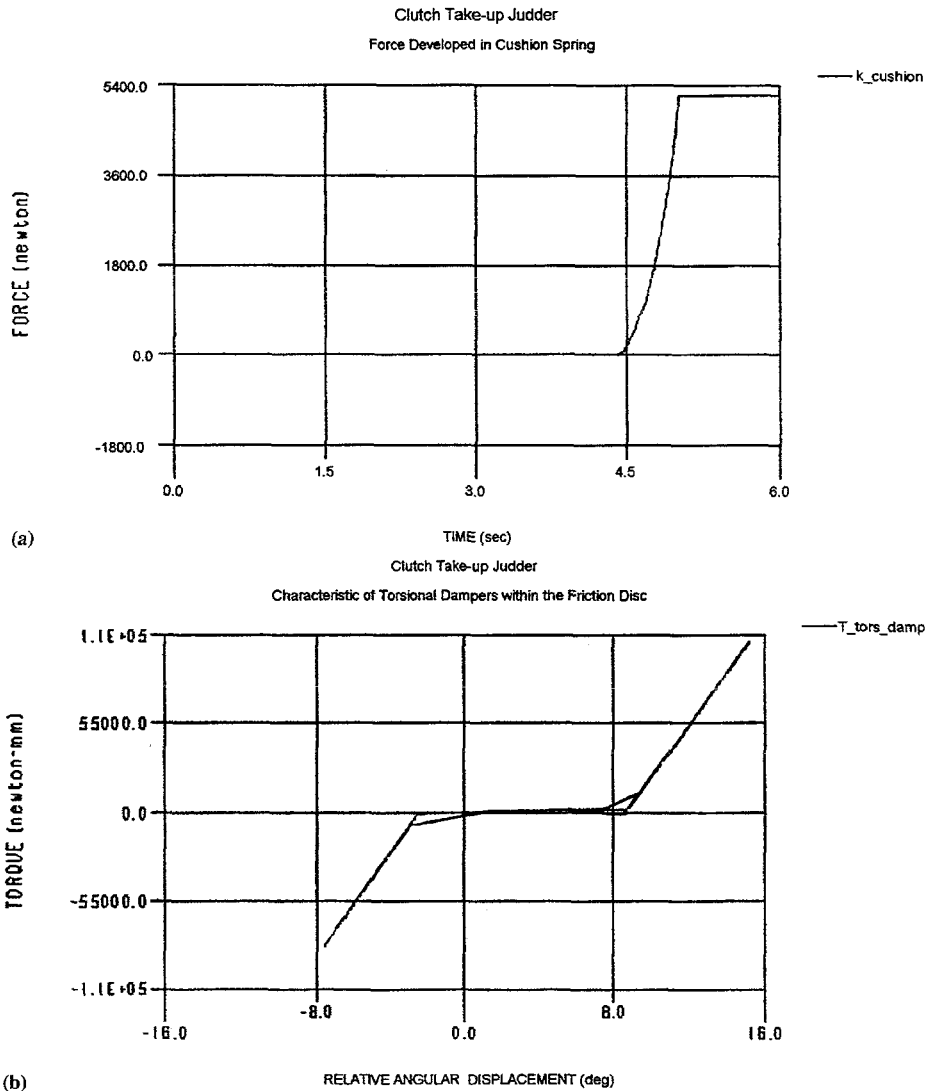 Clutch Take-up Judder
Force Developed in Cushion Spring
k_cushion
5400.0
3600.0
1800.0
0.0
-1800.0
FORCE (newton)
1.5
4.5
0.0
3.0
6.0
TIME (sec)
(a)
Clutch Take-up Judder
Characteristic of Torsional Dampers within the Friction Disc
T_tors_damp
1.1E+05
55000.0
0.0
-55000.0
-1.1E+05
TORQUE (newton-mm)
-8.0
8.0
-16.0
0.0
16.0
RELATIVE ANGULAR DISPLACEMENT (deg)
(b)